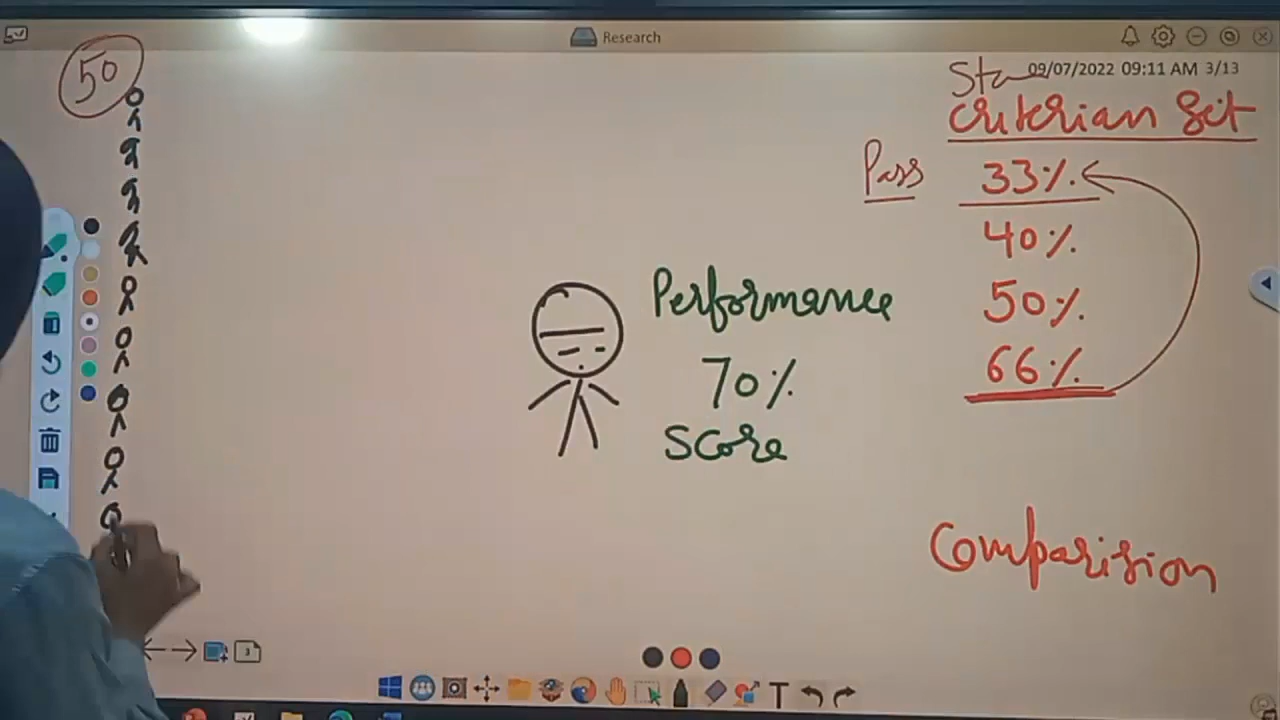 Research
50
09/07/2022 09:11 AM 3/13
Criterian Set
Pass 33%
40%
50%
66%
Performance
70%
Score
Comparision
3
T